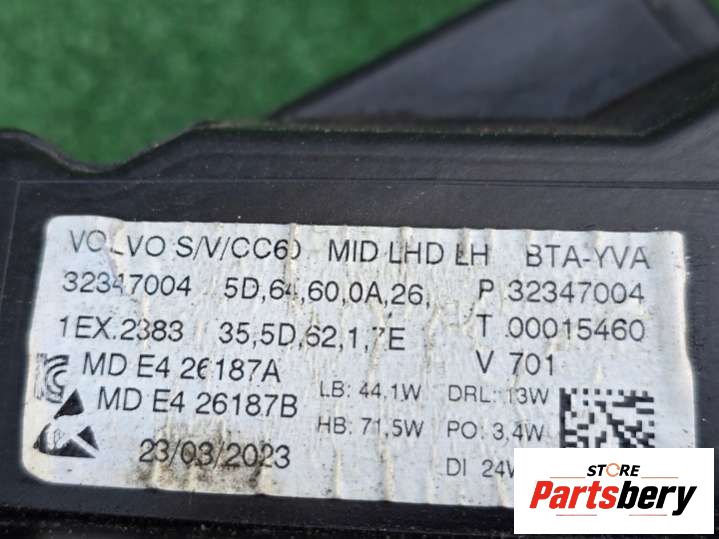 VOLVO S/V/CC60 MID LHD LH BTA-YVA
32347004 5D,64,60,0A,26, P 32347004
1EX.2383 35,5D,62,1,7E T 00015460
MD E4 26187A V 701
MD E4 26187B LB: 44,1W DRL: 13W
HB: 71,5W PO: 3,4W
23/03/2023 DI 24W
STORE
Partsbery